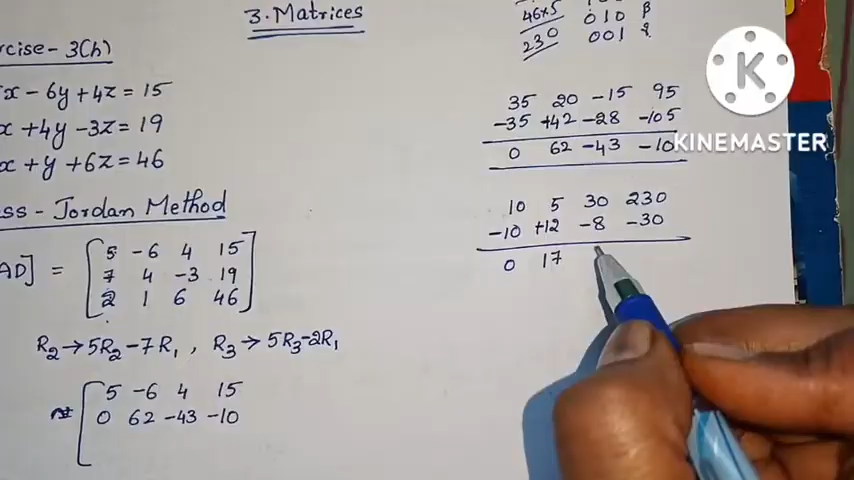 3. Matrices
rcise - 3(h)
x - 6y + 4z = 15
x + 4y - 3z = 19
x + y + 6z = 46
ss - Jordan Method
AD] = [ 5 -6 4 15
7 4 -3 19
2 1 6 46 ]
R2 → 5R2 - 7R1 , R3 → 5R3 - 2R1
~ [ 5 -6 4 15
0 62 -43 -10
46×5
230
0 1 0
0 0 1
35 20 -15 95
-35 +42 -28 -105
0 62 -43 -10
10 5 30 230
-10 +12 -8 -30
0 17
K
KINEMASTER